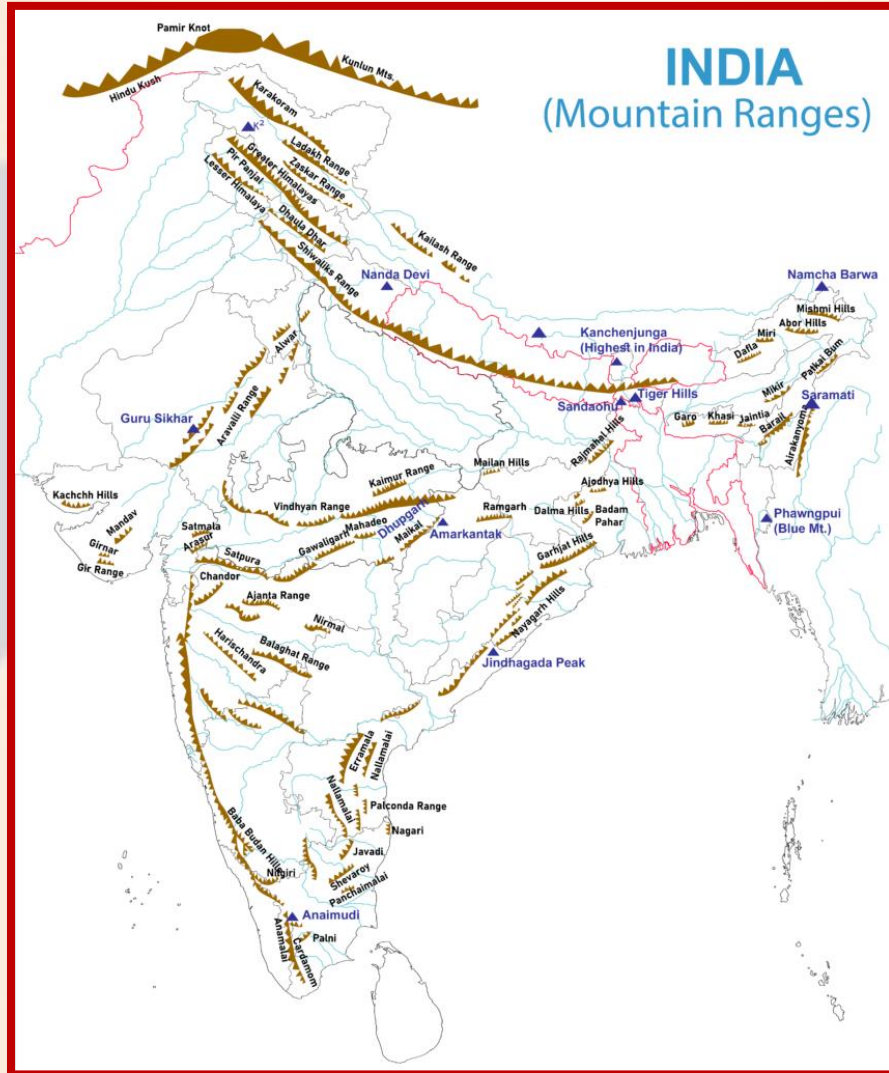 Pamir Knot
INDIA
(Mountain Ranges)
Hindu Kush
Kunlun Mts.
Karakoram
K2
Ladakh Range
Zaskar Range
Greater Himalayas
Pir Panjal
Lesser Himalaya
Dhaula Dhar
Shiwaliks Range
Kailash Range
Nanda Devi
Namcha Barwa
Mishmi Hills
Abor Hills
Miri
Dafla
Patkai Bum
Kanchenjunga
(Highest in India)
Alwar
Aravalli Range
Guru Sikhar
Sandaohu
Tiger Hills
Mikir
Saramati
Garo
Khasi
Jaintia
Barail
Airakanyoma
Rajmahal Hills
Mailan Hills
Kaimur Range
Kachchh Hills
Vindhyan Range
Ajodhya Hills
Mandav
Girnar
Gir Range
Satmala
Arasur
Salpura
Gawaligarh
Mahadeo
Dhupgarh
Maikal
Amarkantak
Ramgarh
Dalma Hills
Badam
Pahar
Phawngpui
(Blue Mt.)
Garhjat Hills
Chandor
Ajanta Range
Nirmal
Nayagarh Hills
Harischandra
Balaghat Range
Jindhagada Peak
Erramala
Nallamalai
Nallamalai
Palconda Range
Nagari
Baba Budan Hills
Javadi
Nilgiri
Shevaroy
Panchaimalai
Anaimudi
Palni
Anamalai
Cardamom